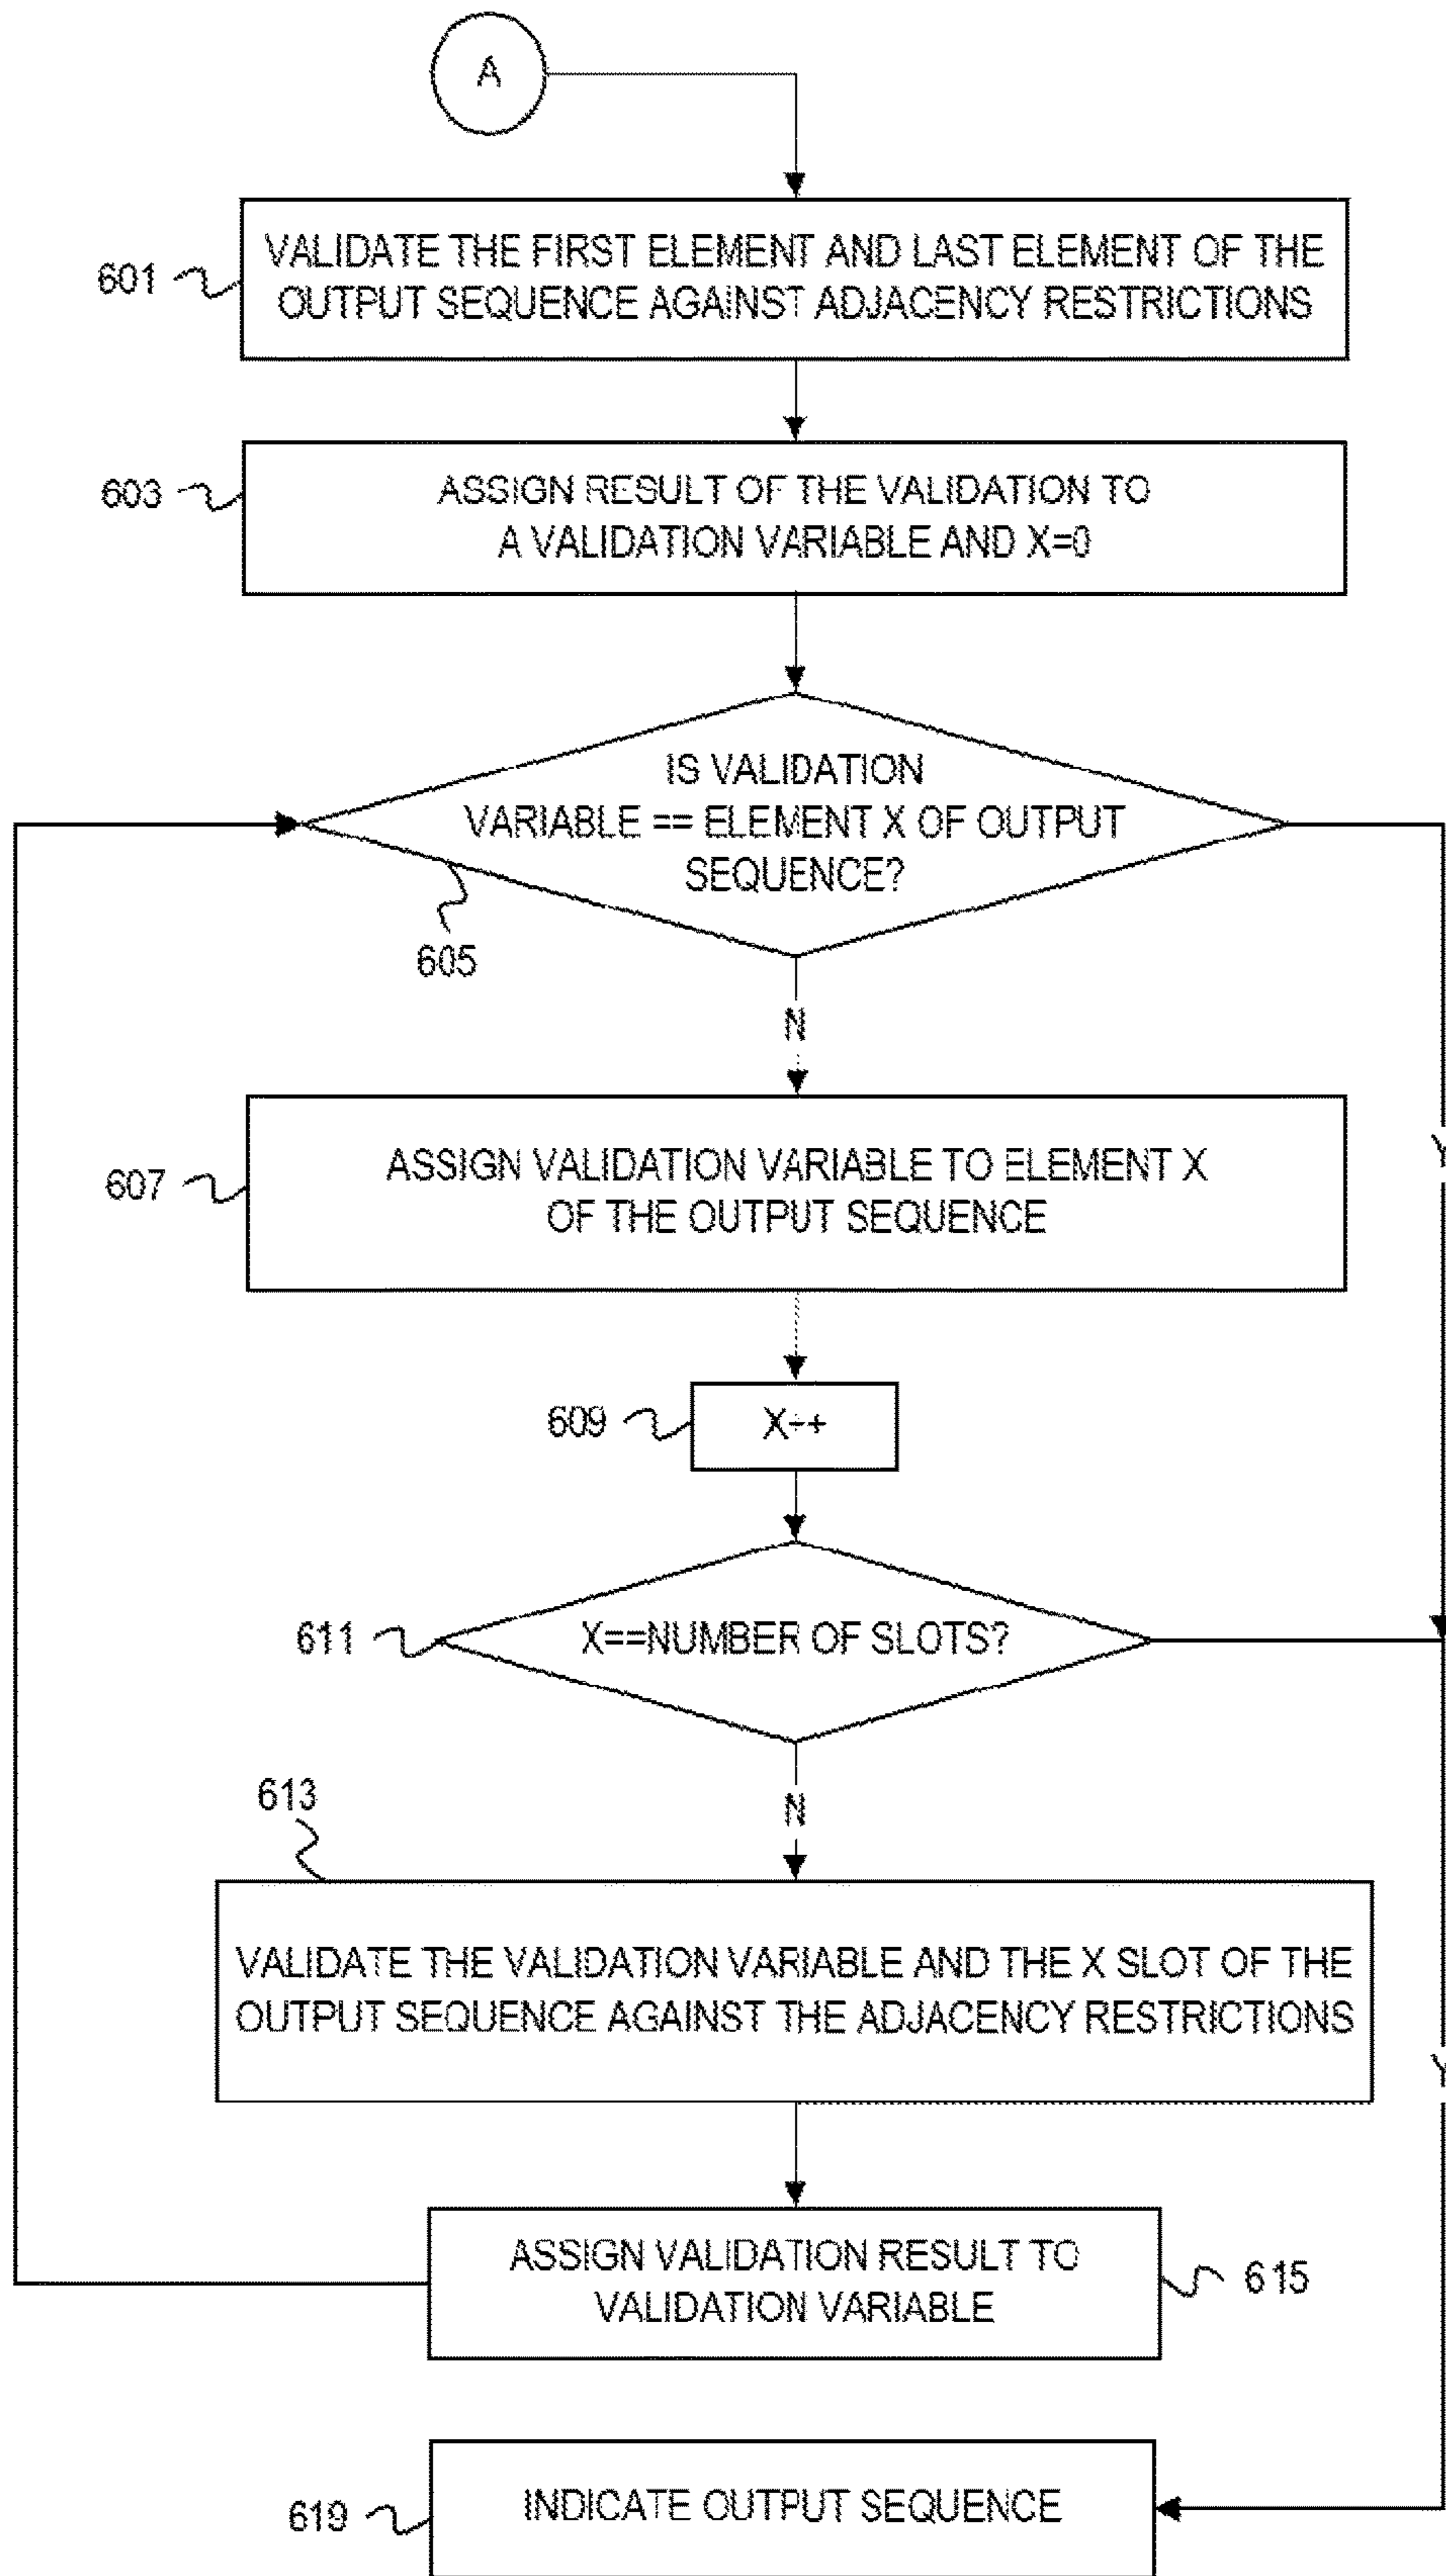 A
601
VALIDATE THE FIRST ELEMENT AND LAST ELEMENT OF THE
OUTPUT SEQUENCE AGAINST ADJACENCY RESTRICTIONS
603
ASSIGN RESULT OF THE VALIDATION TO
A VALIDATION VARIABLE AND X=0
IS VALIDATION
VARIABLE == ELEMENT X OF OUTPUT
SEQUENCE?
605
N
Y
607
ASSIGN VALIDATION VARIABLE TO ELEMENT X
OF THE OUTPUT SEQUENCE
609
X++
611
X==NUMBER OF SLOTS?
613
N
VALIDATE THE VALIDATION VARIABLE AND THE X SLOT OF THE
OUTPUT SEQUENCE AGAINST THE ADJACENCY RESTRICTIONS
Y
ASSIGN VALIDATION RESULT TO
VALIDATION VARIABLE
615
619
INDICATE OUTPUT SEQUENCE